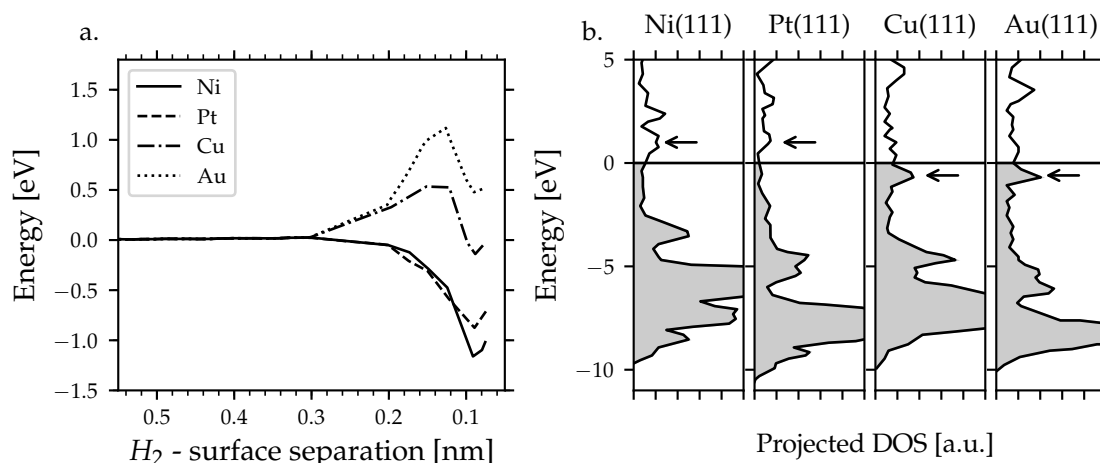 a.
Energy [eV]
1.5
1.0
0.5
0.0
−0.5
−1.0
−1.5
Ni
Pt
Cu
Au
0.5 0.4 0.3 0.2 0.1
H2 - surface separation [nm]
b.
Ni(111) Pt(111) Cu(111) Au(111)
Energy [eV]
5
0
−5
−10
Projected DOS [a.u.]